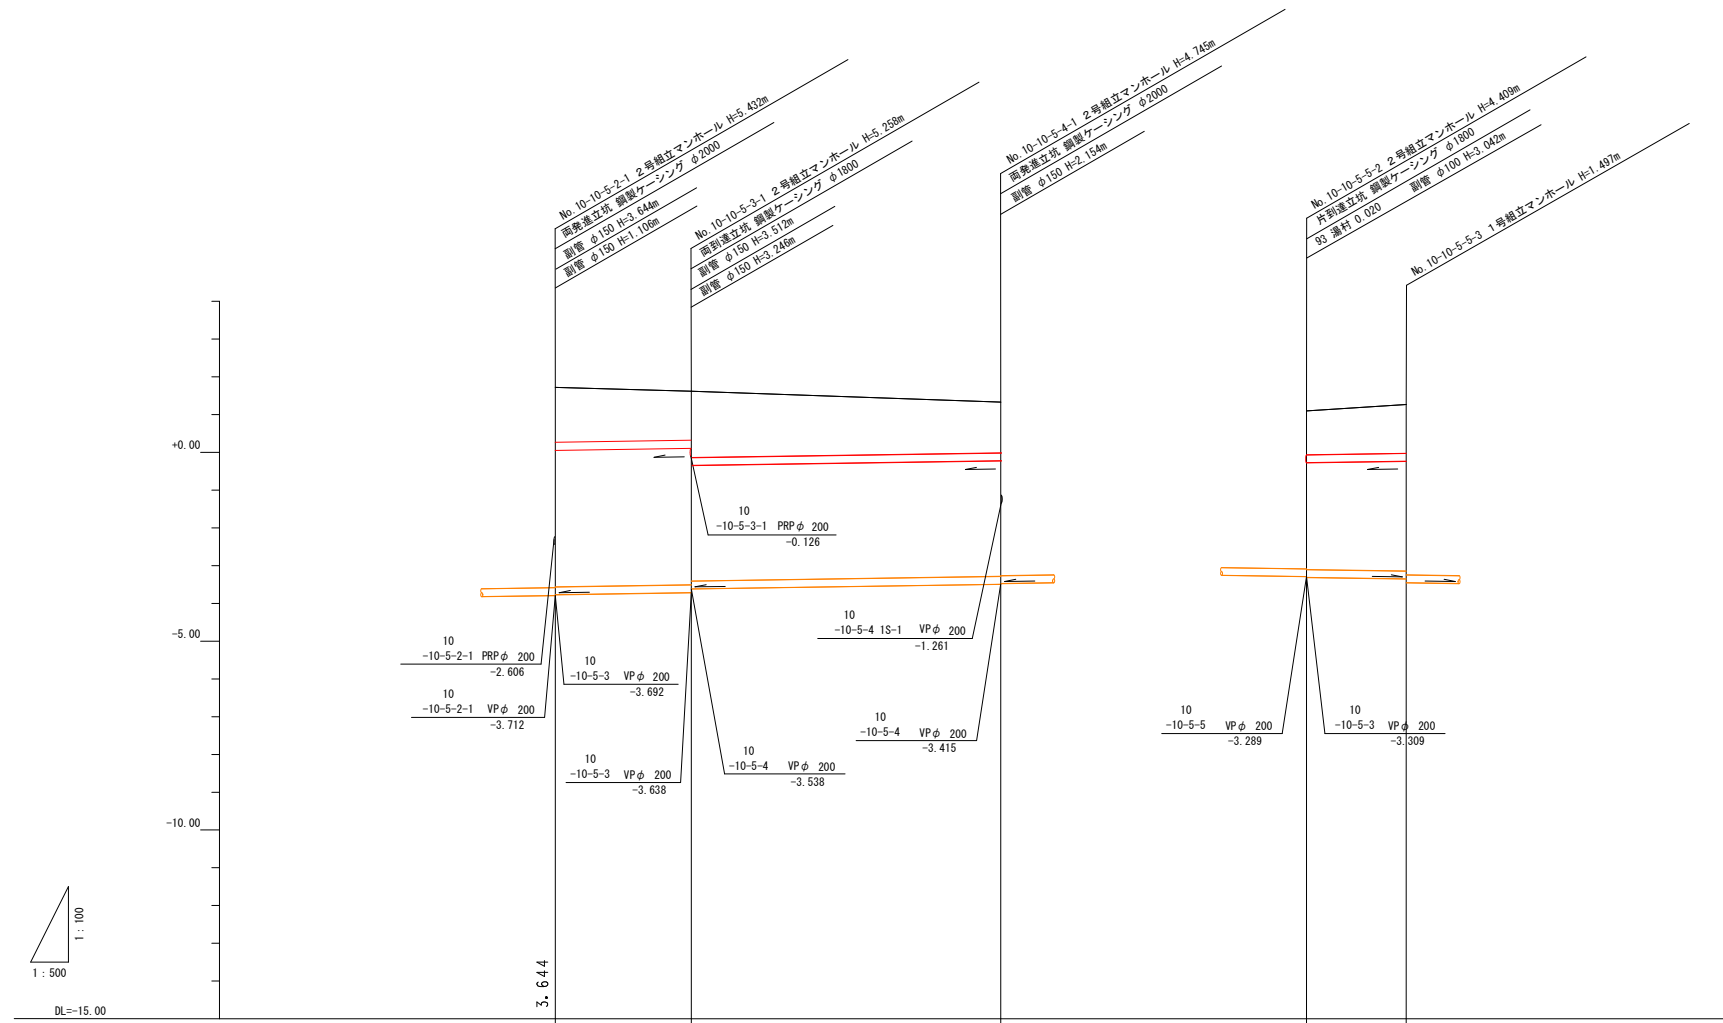 No.10-10-5-2-1 2号組立マンホール H=5.432m
両発進立坑 鋼製ケーシング φ2000
副管 φ150 H=3.644m
副管 φ150 H=1.106m
No.10-10-5-3-1 2号組立マンホール H=5.258m
両到達立坑 鋼製ケーシング φ1800
副管 φ150 H=3.512m
副管 φ150 H=3.246m
No.10-10-5-4-1 2号組立マンホール H=4.745m
両発進立坑 鋼製ケーシング φ2000
副管 φ150 H=2.154m
No.10-10-5-5-2 2号組立マンホール H=4.409m
片到達立坑 鋼製ケーシング φ1800
93 湯村 0.020 副管 φ100 H=3.042m
No.10-10-5-5-3 1号組立マンホール H=1.497m
+0.00
-5.00
-10.00
DL=-15.00
1:100
1:500
3.644
10
-10-5-3-1 PRPφ 200
-0.126
10
-10-5-4 1S-1 VPφ 200
-1.261
10
-10-5-2-1 PRPφ 200
-2.606
10
-10-5-3 VPφ 200
-3.692
10
-10-5-2-1 VPφ 200
-3.712
10
-10-5-3 VPφ 200
-3.638
10
-10-5-4 VPφ 200
-3.538
10
-10-5-4 VPφ 200
-3.415
10
-10-5-5 VPφ 200
-3.289
10
-10-5-3 VPφ 200
-3.309